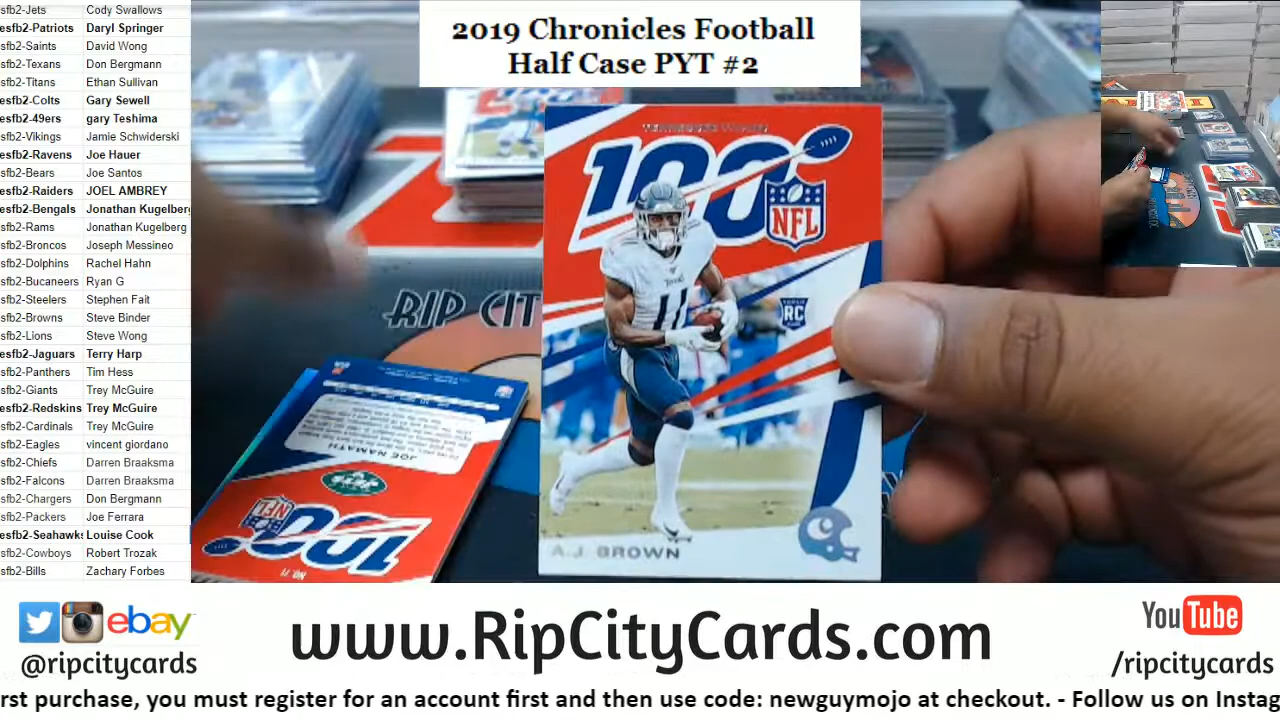 sfb2-Jets Cody Swallows
esfb2-Patriots Daryl Springer
sfb2-Saints David Wong
sfb2-Texans Don Bergmann
sfb2-Titans Ethan Sullivan
esfb2-Colts Gary Sewell
esfb2-49ers gary Teshima
sfb2-Vikings Jamie Schwiderski
esfb2-Ravens Joe Hauer
sfb2-Bears Joe Santos
esfb2-Raiders JOEL AMBREY
esfb2-Bengals Jonathan Kugelberg
sfb2-Rams Jonathan Kugelberg
sfb2-Broncos Joseph Messineo
sfb2-Dolphins Rachel Hahn
sfb2-Bucaneers Ryan G
sfb2-Steelers Stephen Fait
sfb2-Browns Steve Binder
sfb2-Lions Steve Wong
esfb2-Jaguars Terry Harp
sfb2-Panthers Tim Hess
sfb2-Giants Trey McGuire
esfb2-Redskins Trey McGuire
sfb2-Cardinals Trey McGuire
sfb2-Eagles vincent giordano
sfb2-Chiefs Darren Braaksma
sfb2-Falcons Darren Braaksma
sfb2-Chargers Don Bergmann
sfb2-Packers Joe Ferrara
esfb2-Seahawks Louise Cook
sfb2-Cowboys Robert Trozak
sfb2-Bills Zachary Forbes
2019 Chronicles Football
Half Case PYT #2
100
NFL
TITANS
11
RC
A.J. BROWN
RIP CIT
JOE NAMATH
JETS
NFL
100
NO. 71
ebay
@ripcitycards
www.RipCityCards.com
YouTube
/ripcitycards
rst purchase, you must register for an account first and then use code: newguymojo at checkout. - Follow us on Instag